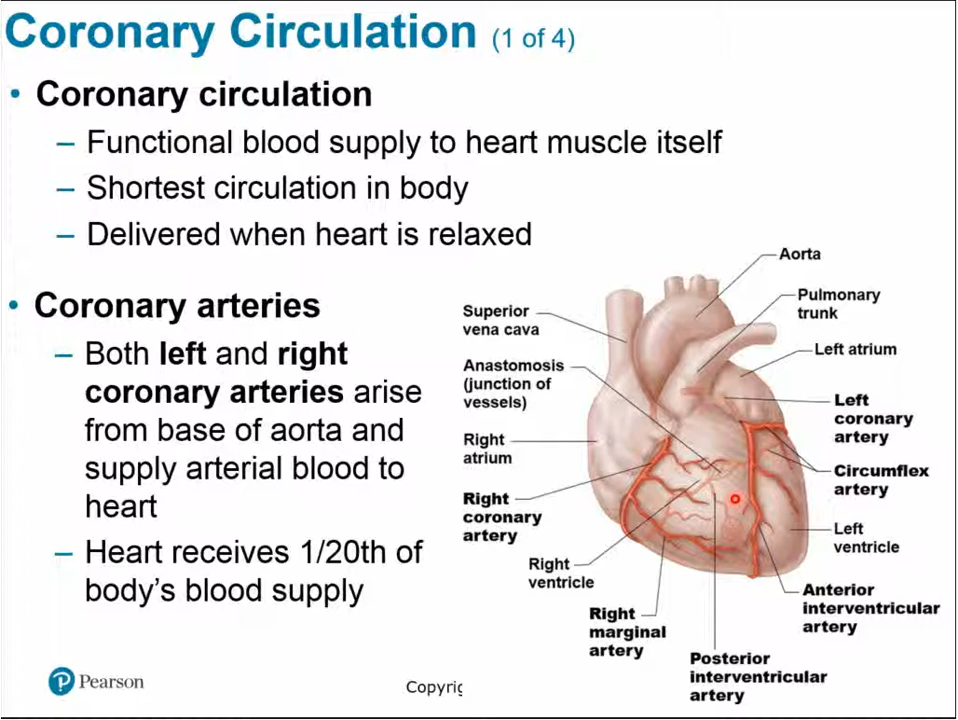 Coronary Circulation (1 of 4)
• Coronary circulation
– Functional blood supply to heart muscle itself
– Shortest circulation in body
– Delivered when heart is relaxed
• Coronary arteries
– Both left and right
coronary arteries arise
from base of aorta and
supply arterial blood to
heart
– Heart receives 1/20th of
body’s blood supply
Aorta
Pulmonary
trunk
Left atrium
Left
coronary
artery
Circumflex
artery
Left
ventricle
Anterior
interventricular
artery
Superior
vena cava
Anastomosis
(junction of
vessels)
Right
atrium
Right
coronary
artery
Right
ventricle
Right
marginal
artery
Posterior
interventricular
artery
Pearson